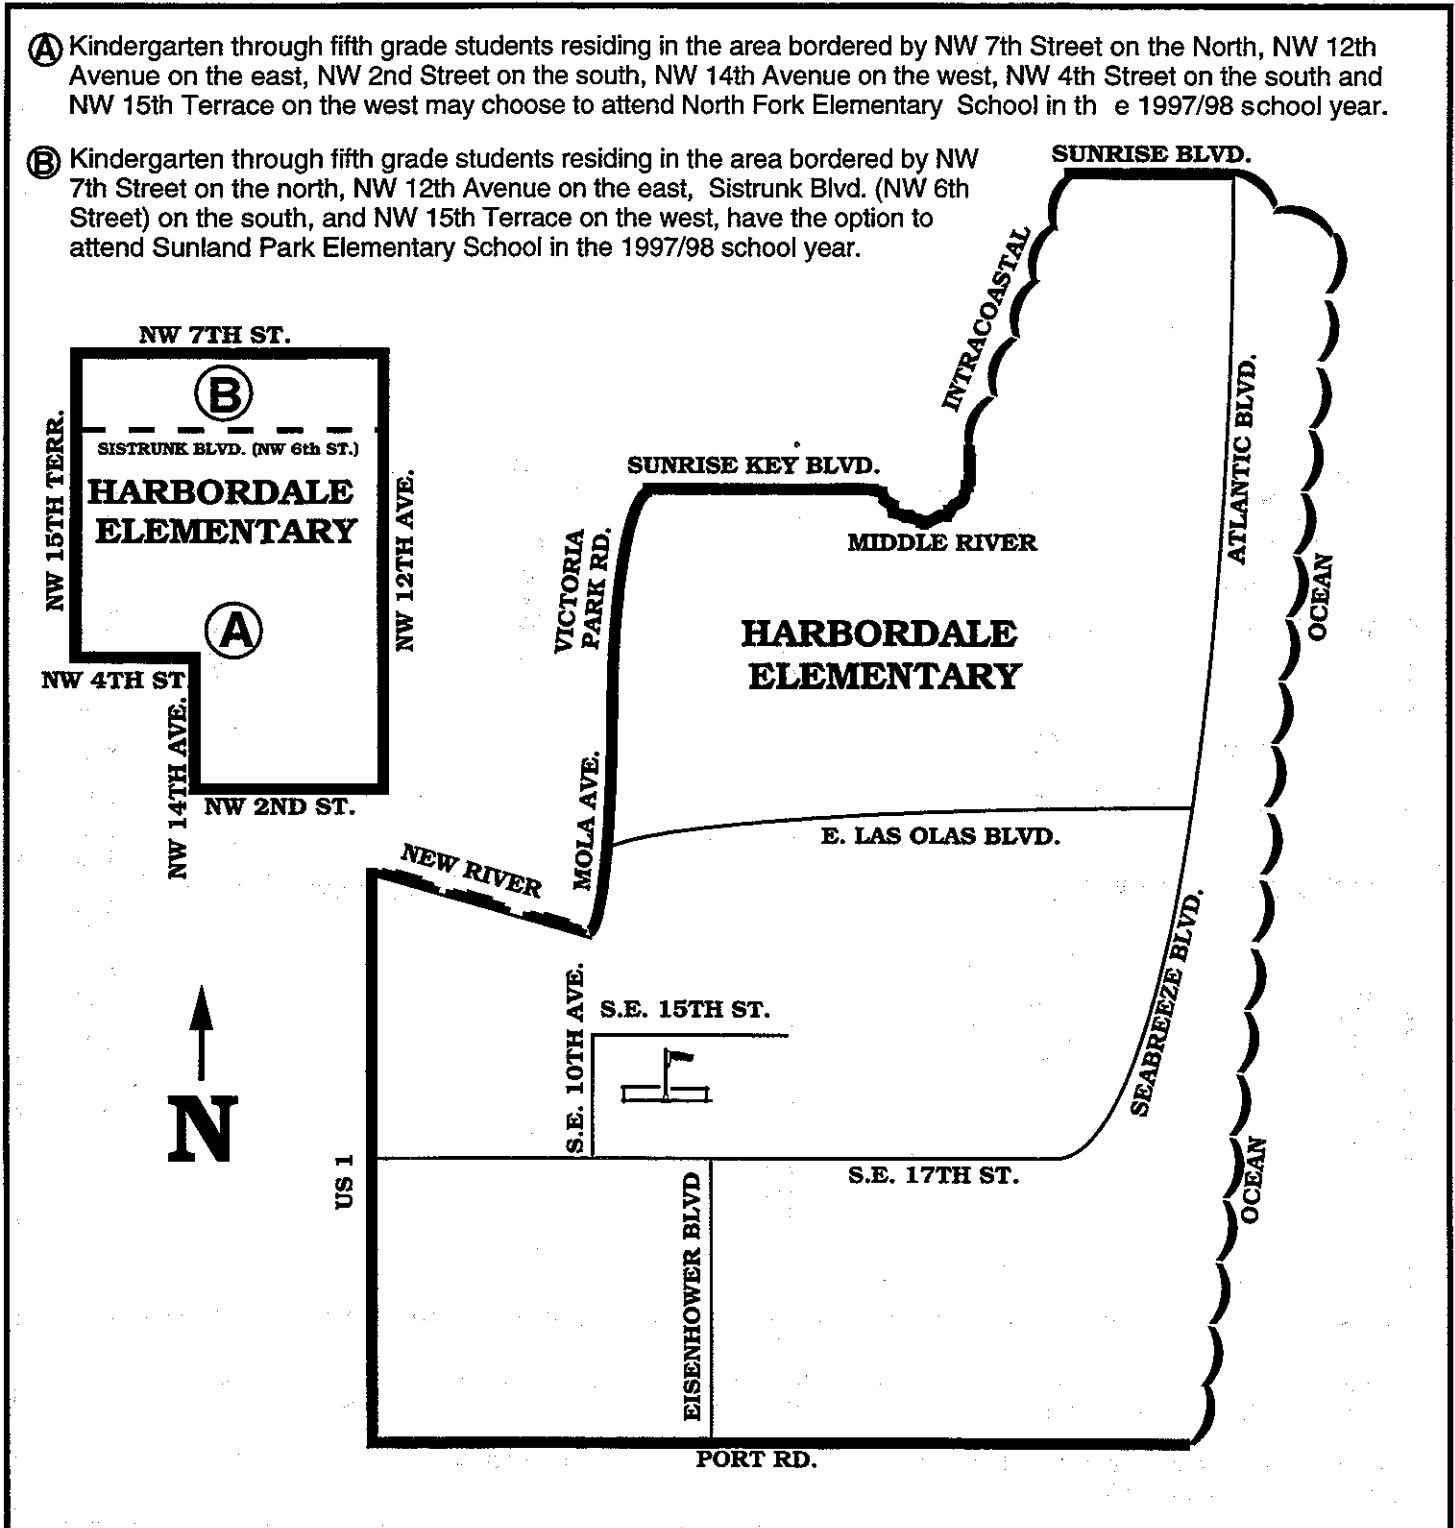 Ⓐ Kindergarten through fifth grade students residing in the area bordered by NW 7th Street on the North, NW 12th
Avenue on the east, NW 2nd Street on the south, NW 14th Avenue on the west, NW 4th Street on the south and
NW 15th Terrace on the west may choose to attend North Fork Elementary School in th e 1997/98 school year.
Ⓑ Kindergarten through fifth grade students residing in the area bordered by NW
7th Street on the north, NW 12th Avenue on the east, Sistrunk Blvd. (NW 6th
Street) on the south, and NW 15th Terrace on the west, have the option to
attend Sunland Park Elementary School in the 1997/98 school year.
SUNRISE BLVD.
INTRACOASTAL
NW 7TH ST.
B
SISTRUNK BLVD. (NW 6th ST.)
NW 15TH TERR.
HARBORDALE
ELEMENTARY
NW 12TH AVE.
A
NW 4TH ST.
NW 14TH AVE.
NW 2ND ST.
SUNRISE KEY BLVD.
MIDDLE RIVER
VICTORIA
PARK RD.
ATLANTIC BLVD.
OCEAN
HARBORDALE
ELEMENTARY
MOLA AVE.
E. LAS OLAS BLVD.
NEW RIVER
SEABREEZE BLVD.
S.E. 10TH AVE.
S.E. 15TH ST.
N
US 1
S.E. 17TH ST.
OCEAN
EISENHOWER BLVD
PORT RD.